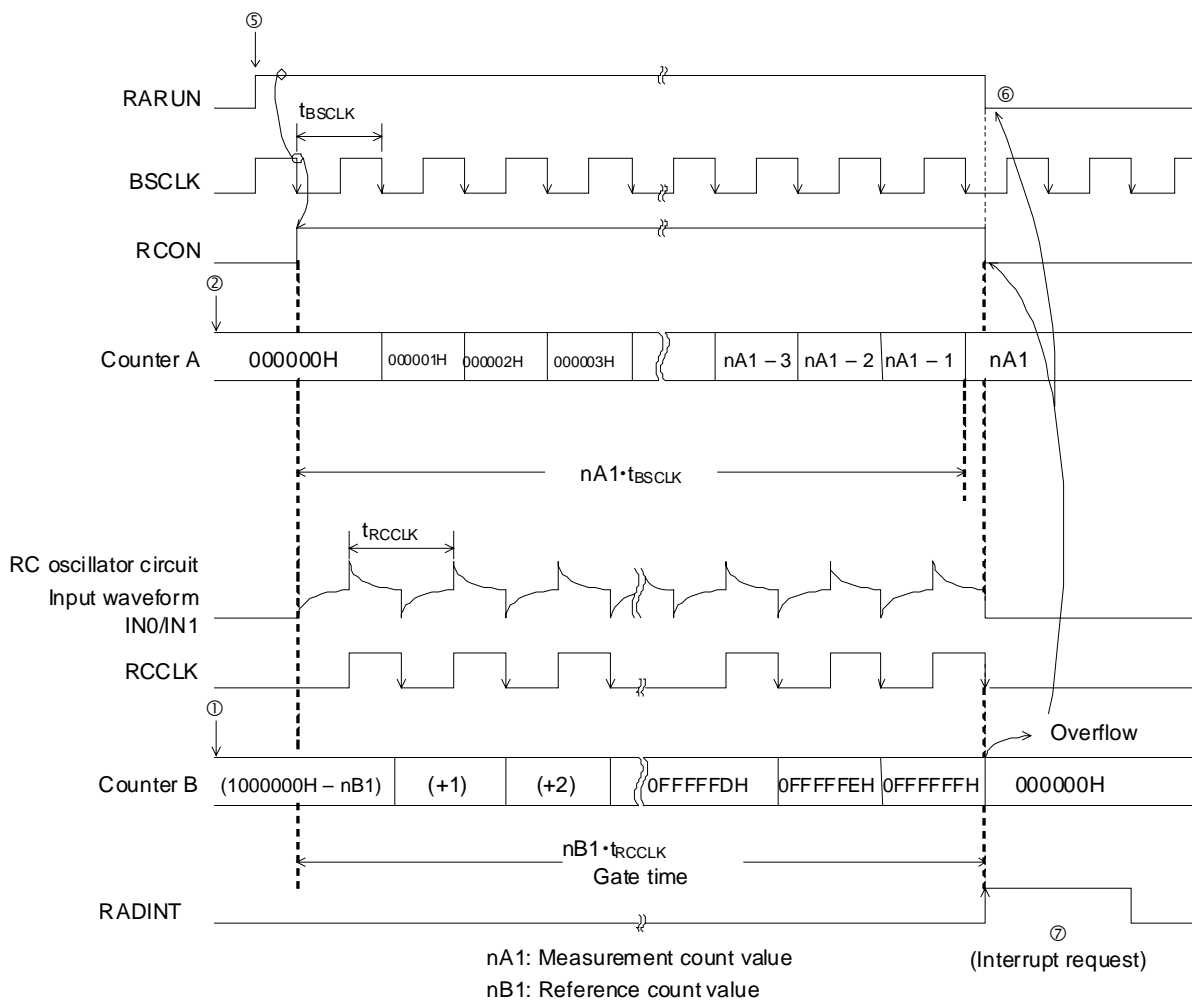 ⑤
RARUN
⑥
tBSCLK
BSCLK
RCON
②
Counter A 000000H 000001H 000002H 000003H nA1 – 3 nA1 – 2 nA1 – 1 nA1
nA1•tBSCLK
tRCCLK
RC oscillator circuit
Input waveform
IN0/IN1
RCCLK
①
Overflow
Counter B (1000000H – nB1) (+1) (+2) 0FFFFFDH 0FFFFFEH 0FFFFFFH 000000H
nB1•tRCCLK
Gate time
RADINT
⑦
(Interrupt request)
nA1: Measurement count value
nB1: Reference count value